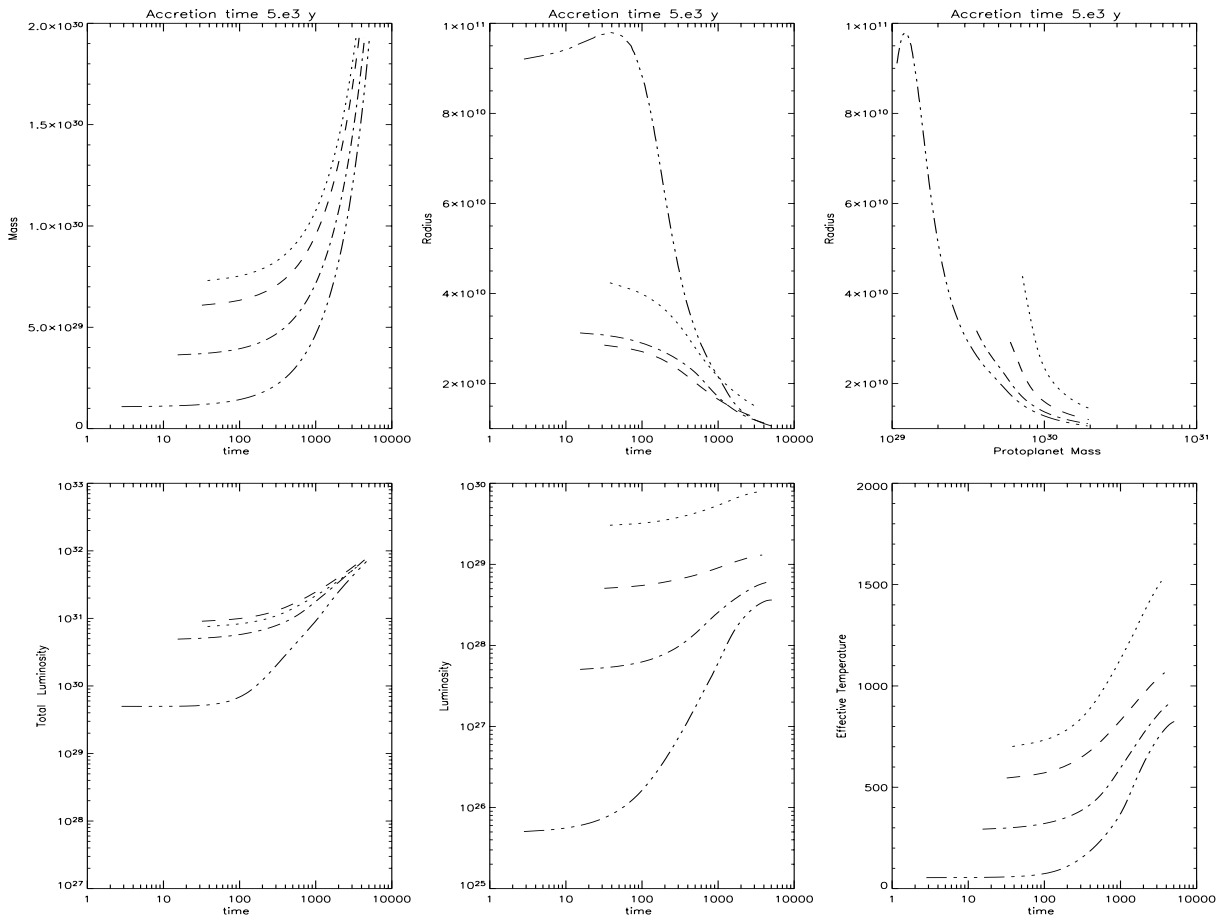 Accretion time 5.e3 y
2.0×10³⁰
1.5×10³⁰
1.0×10³⁰
5.0×10²⁹
0
Mass
1 10 100 1000 10000
time
Accretion time 5.e3 y
1×10¹¹
8×10¹⁰
6×10¹⁰
4×10¹⁰
2×10¹⁰
Radius
1 10 100 1000 10000
time
Accretion time 5.e3 y
1×10¹¹
8×10¹⁰
6×10¹⁰
4×10¹⁰
2×10¹⁰
Radius
10²⁹ 10³⁰ 10³¹
Protoplanet Mass
10³³
10³²
10³¹
10³⁰
10²⁹
10²⁸
10²⁷
Total Luminosity
1 10 100 1000 10000
time
10³⁰
10²⁹
10²⁸
10²⁷
10²⁶
10²⁵
Luminosity
1 10 100 1000 10000
time
2000
1500
1000
500
0
Effective Temperature
1 10 100 1000 10000
time